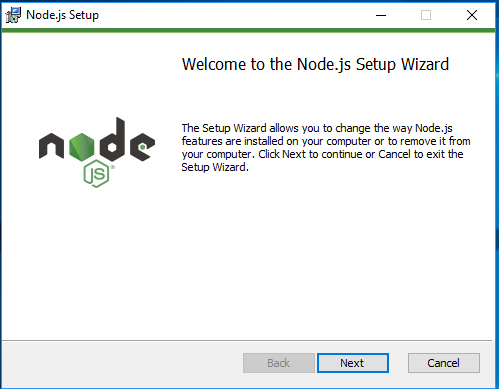 Node.js Setup
Welcome to the Node.js Setup Wizard
node
JS
The Setup Wizard allows you to change the way Node.js
features are installed on your computer or to remove it from
your computer. Click Next to continue or Cancel to exit the
Setup Wizard.
Back
Next
Cancel